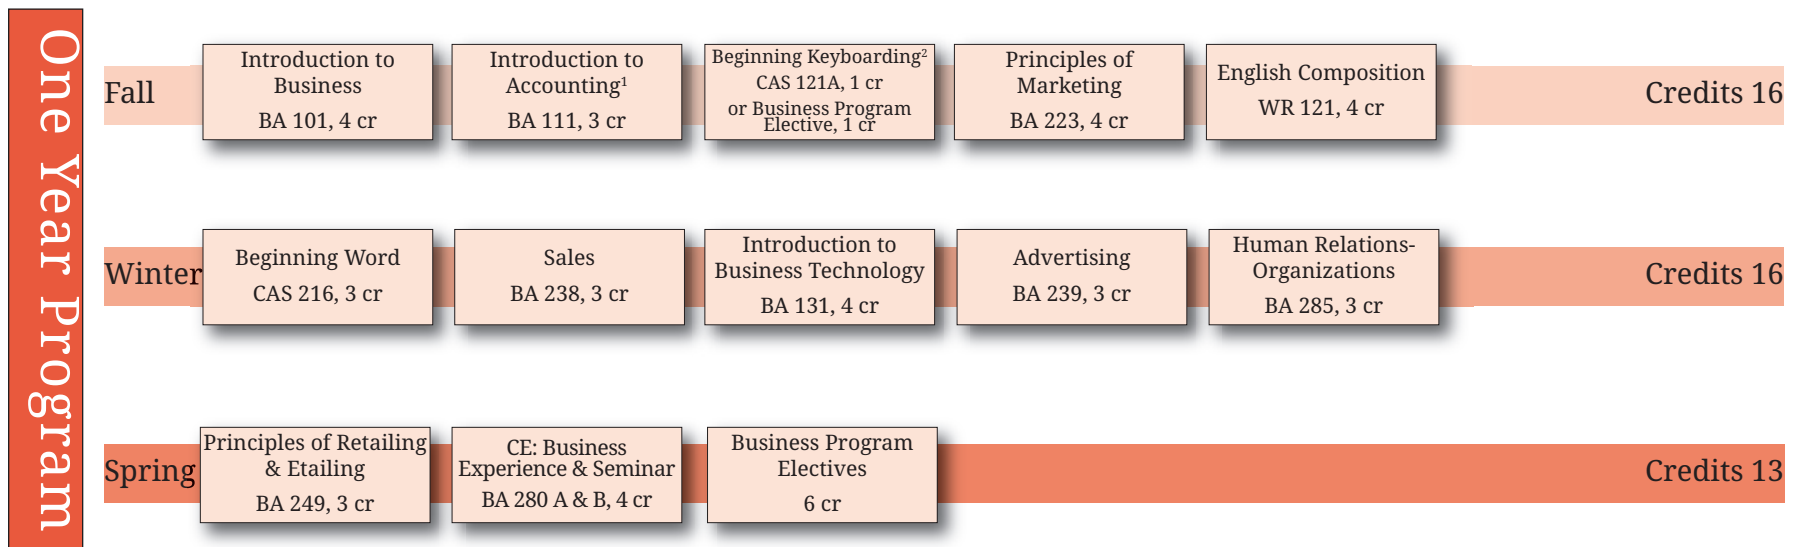 One Year Program
Fall
Introduction to
Business
BA 101, 4 cr
Introduction to
Accounting¹
BA 111, 3 cr
Beginning Keyboarding²
CAS 121A, 1 cr
or Business Program
Elective, 1 cr
Principles of
Marketing
BA 223, 4 cr
English Composition
WR 121, 4 cr
Credits 16
Winter
Beginning Word
CAS 216, 3 cr
Sales
BA 238, 3 cr
Introduction to
Business Technology
BA 131, 4 cr
Advertising
BA 239, 3 cr
Human Relations-
Organizations
BA 285, 3 cr
Credits 16
Spring
Principles of Retailing
& Etailing
BA 249, 3 cr
CE: Business
Experience & Seminar
BA 280 A & B, 4 cr
Business Program
Electives
6 cr
Credits 13